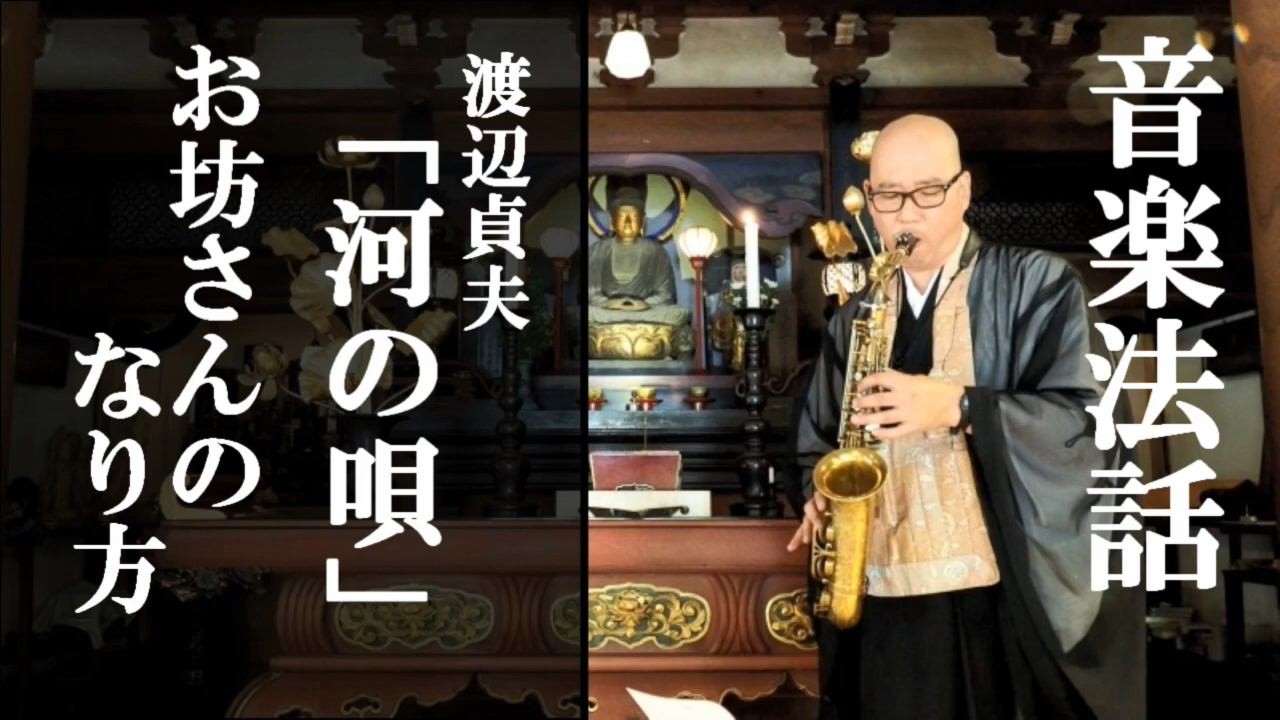 音楽法話
渡辺貞夫
「河の唄」
お坊さんの
なり方